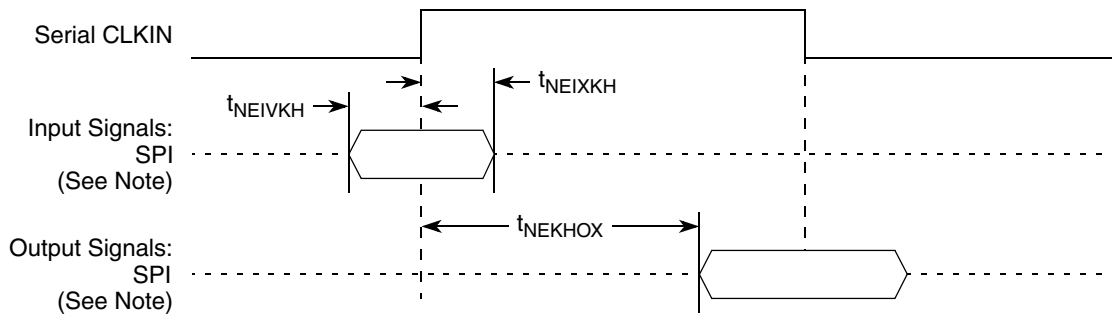 Serial CLKIN
tNEIXKH
tNEIVKH
Input Signals:
SPI
(See Note)
tNEKHOX
Output Signals:
SPI
(See Note)